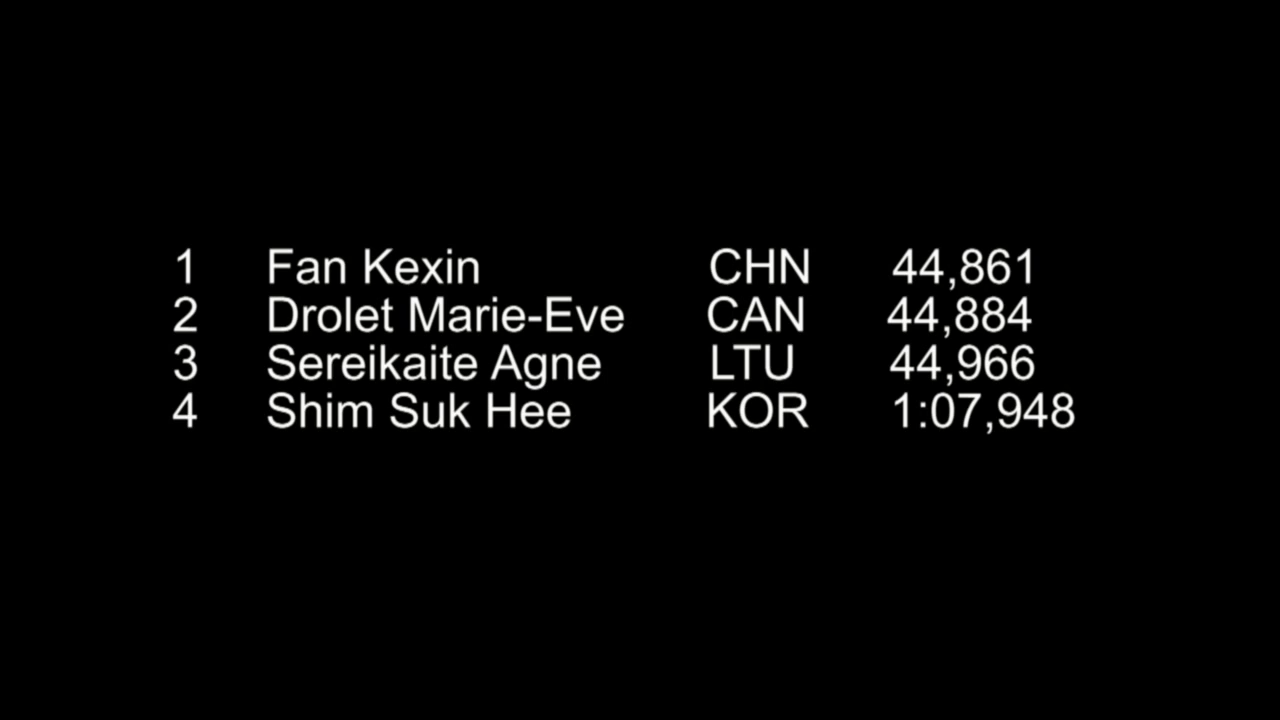 1 Fan Kexin CHN 44,861
2 Drolet Marie-Eve CAN 44,884
3 Sereikaite Agne LTU 44,966
4 Shim Suk Hee KOR 1:07,948